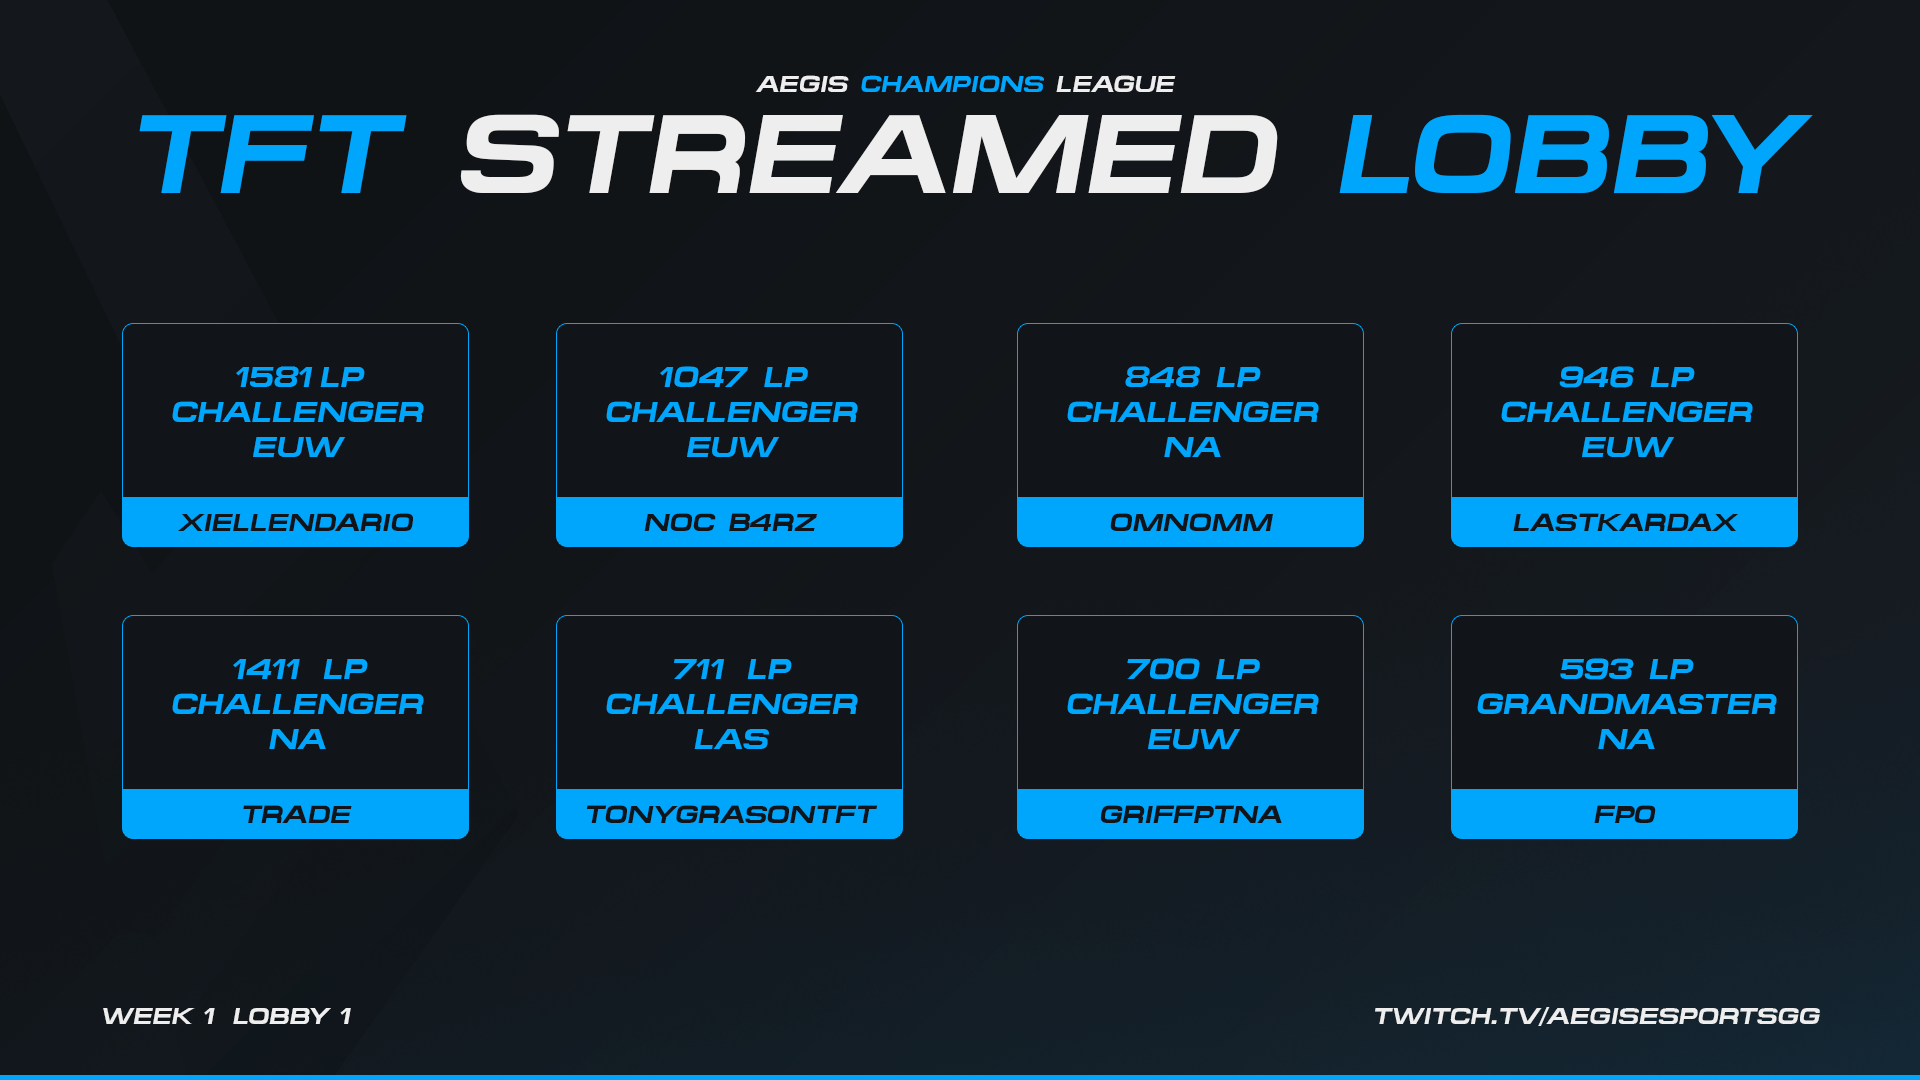 AEGIS CHAMPIONS LEAGUE
TFT STREAMED LOBBY
1581 LP
CHALLENGER
EUW
XIELLENDARIO
1047 LP
CHALLENGER
EUW
NOC B4RZ
848 LP
CHALLENGER
NA
OMNOMM
946 LP
CHALLENGER
EUW
LASTKARDAX
1411 LP
CHALLENGER
NA
TRADE
711 LP
CHALLENGER
LAS
TONYGRASONTFT
700 LP
CHALLENGER
EUW
GRIFFPTNA
593 LP
GRANDMASTER
NA
FPO
WEEK 1 LOBBY 1
TWITCH.TV/AEGISESPORTSGG